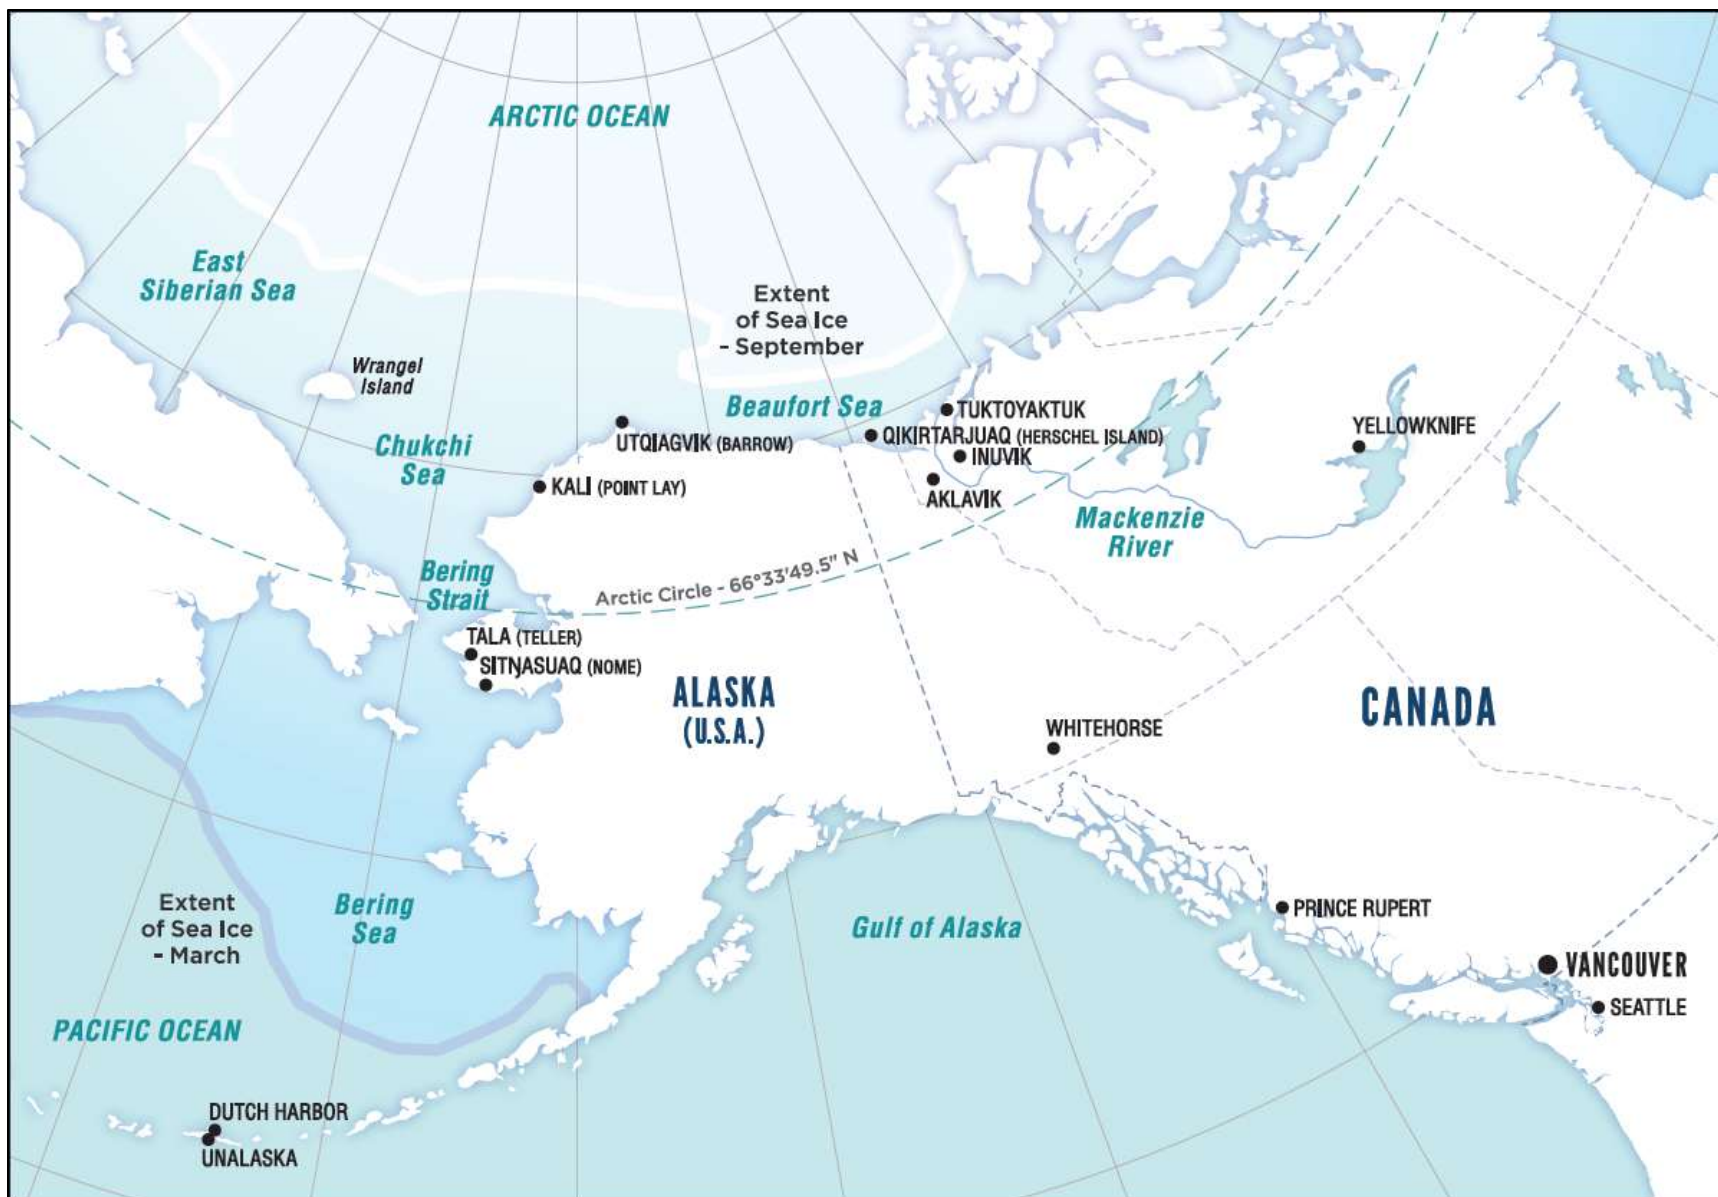 ARCTIC OCEAN
East
Siberian Sea
Extent
of Sea Ice
- September
Wrangel
Island
Beaufort Sea
Chukchi
Sea
UTQIAGVIK (BARROW)
KALI (POINT LAY)
TUKTOYAKTUK
QIKIRTARJUAQ (HERSCHEL ISLAND)
INUVIK
AKLAVIK
YELLOWKNIFE
Mackenzie
River
Bering
Strait
Arctic Circle - 66°33'49.5" N
TALA (TELLER)
SITŊASUAQ (NOME)
ALASKA
(U.S.A.)
CANADA
WHITEHORSE
Extent
of Sea Ice
- March
Bering
Sea
Gulf of Alaska
PRINCE RUPERT
VANCOUVER
SEATTLE
PACIFIC OCEAN
DUTCH HARBOR
UNALASKA